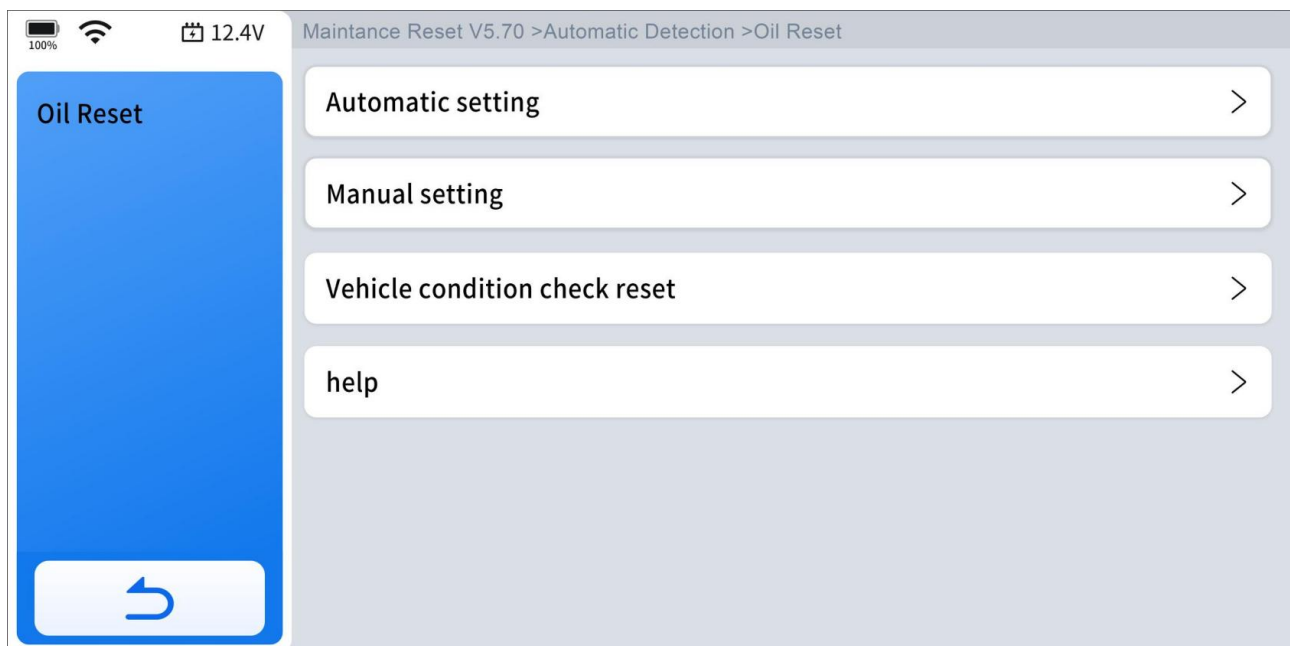 100%
12.4V
Maintance Reset V5.70 >Automatic Detection >Oil Reset
Oil Reset
Automatic setting
Manual setting
Vehicle condition check reset
help